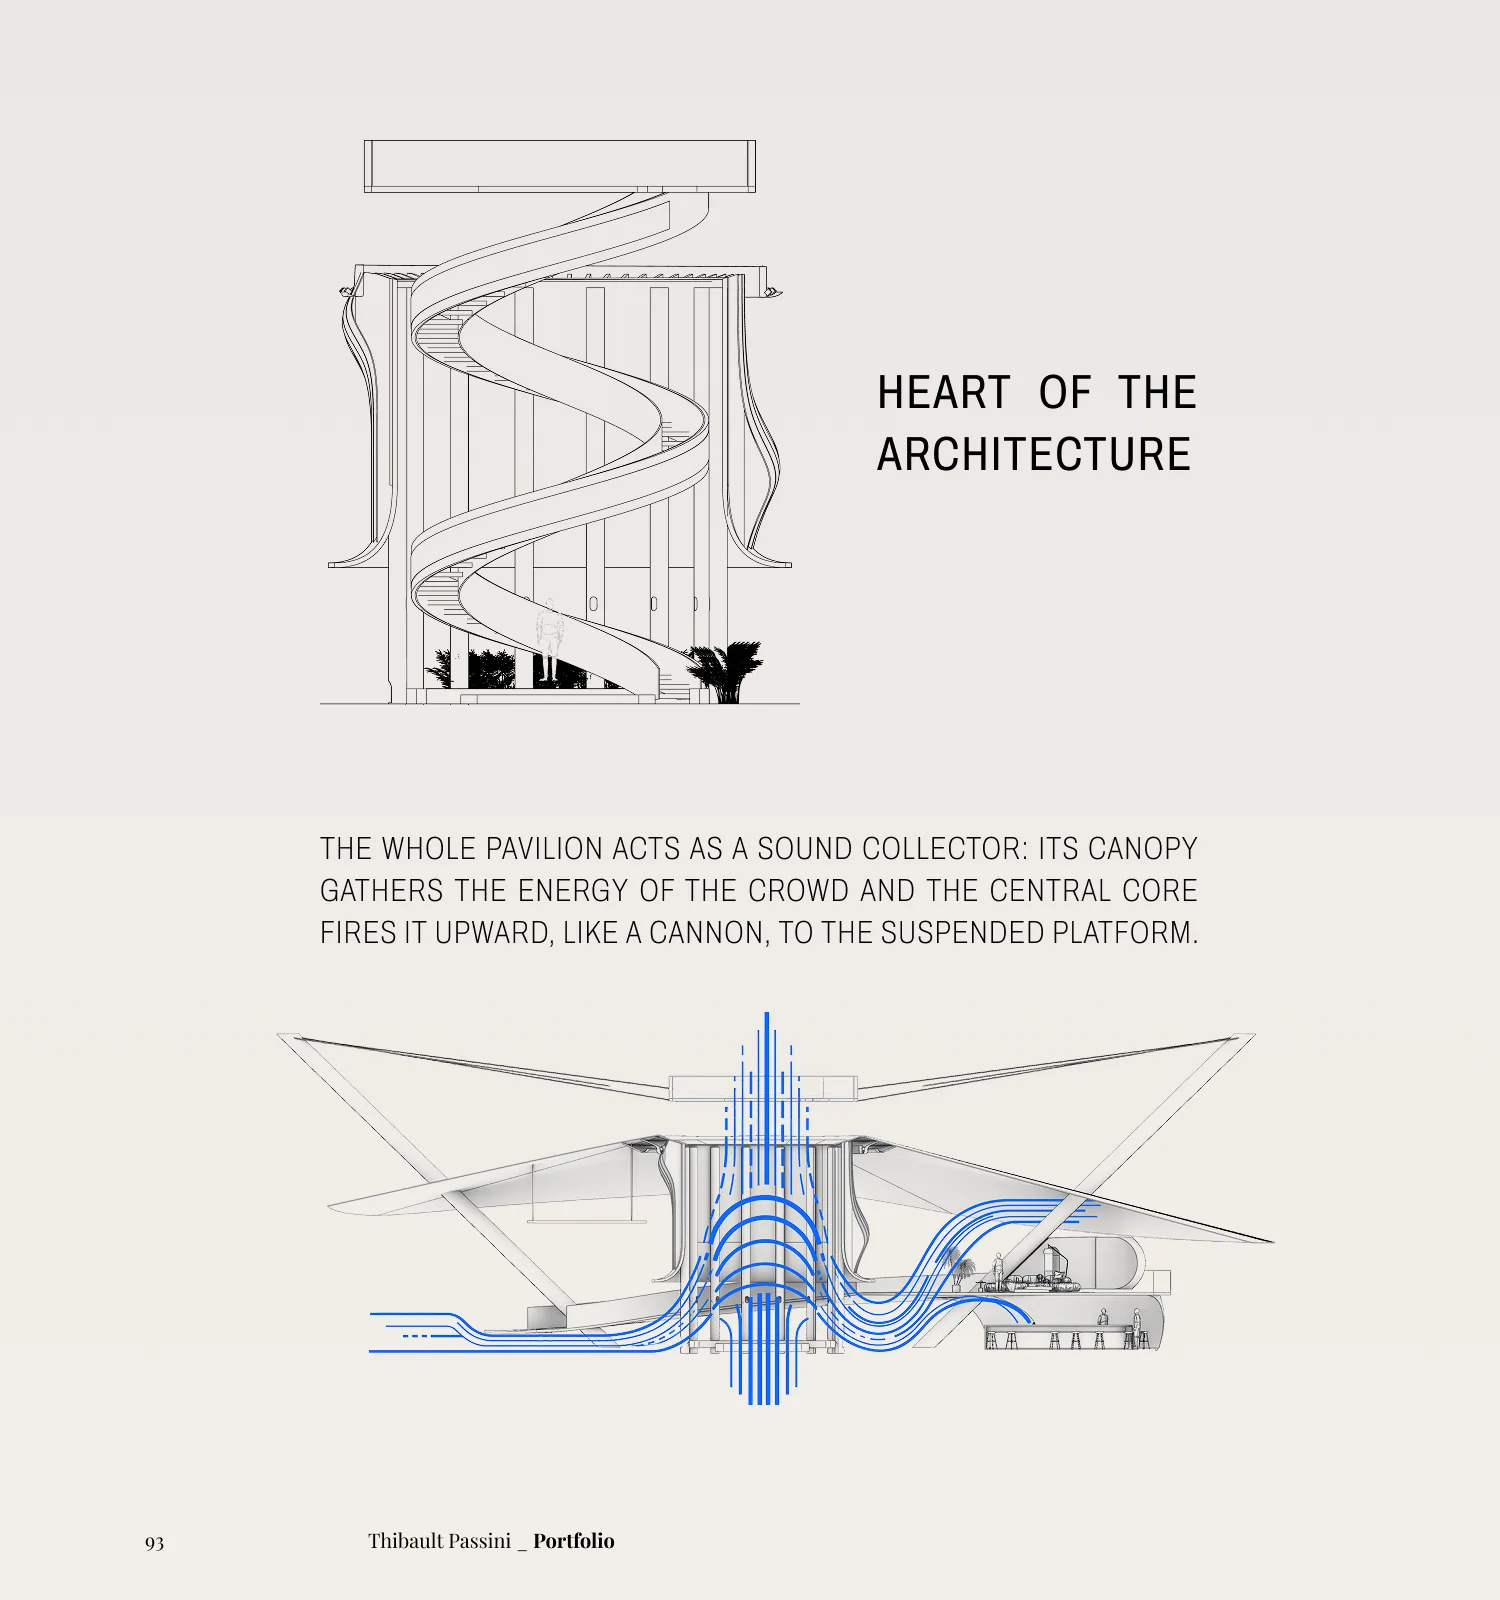 HEART OF THE
ARCHITECTURE
THE WHOLE PAVILION ACTS AS A SOUND COLLECTOR: ITS CANOPY
GATHERS THE ENERGY OF THE CROWD AND THE CENTRAL CORE
FIRES IT UPWARD, LIKE A CANNON, TO THE SUSPENDED PLATFORM.
93
Thibault Passini _ Portfolio